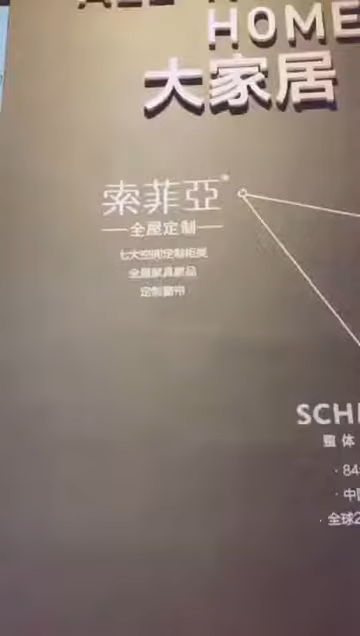 HOME
大家居
索菲亞
全屋定制
七大空间定制柜类
全屋家具家品
定制窗帘
SCH
整体
·84
·中
·全球2